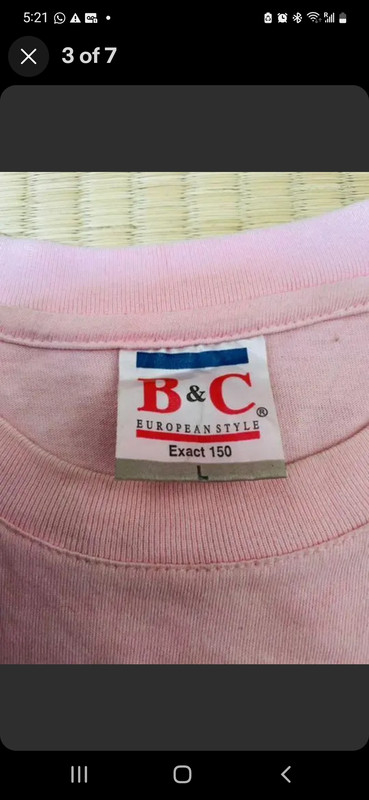 5:21
3 of 7
B&C®
EUROPEAN STYLE
Exact 150
L